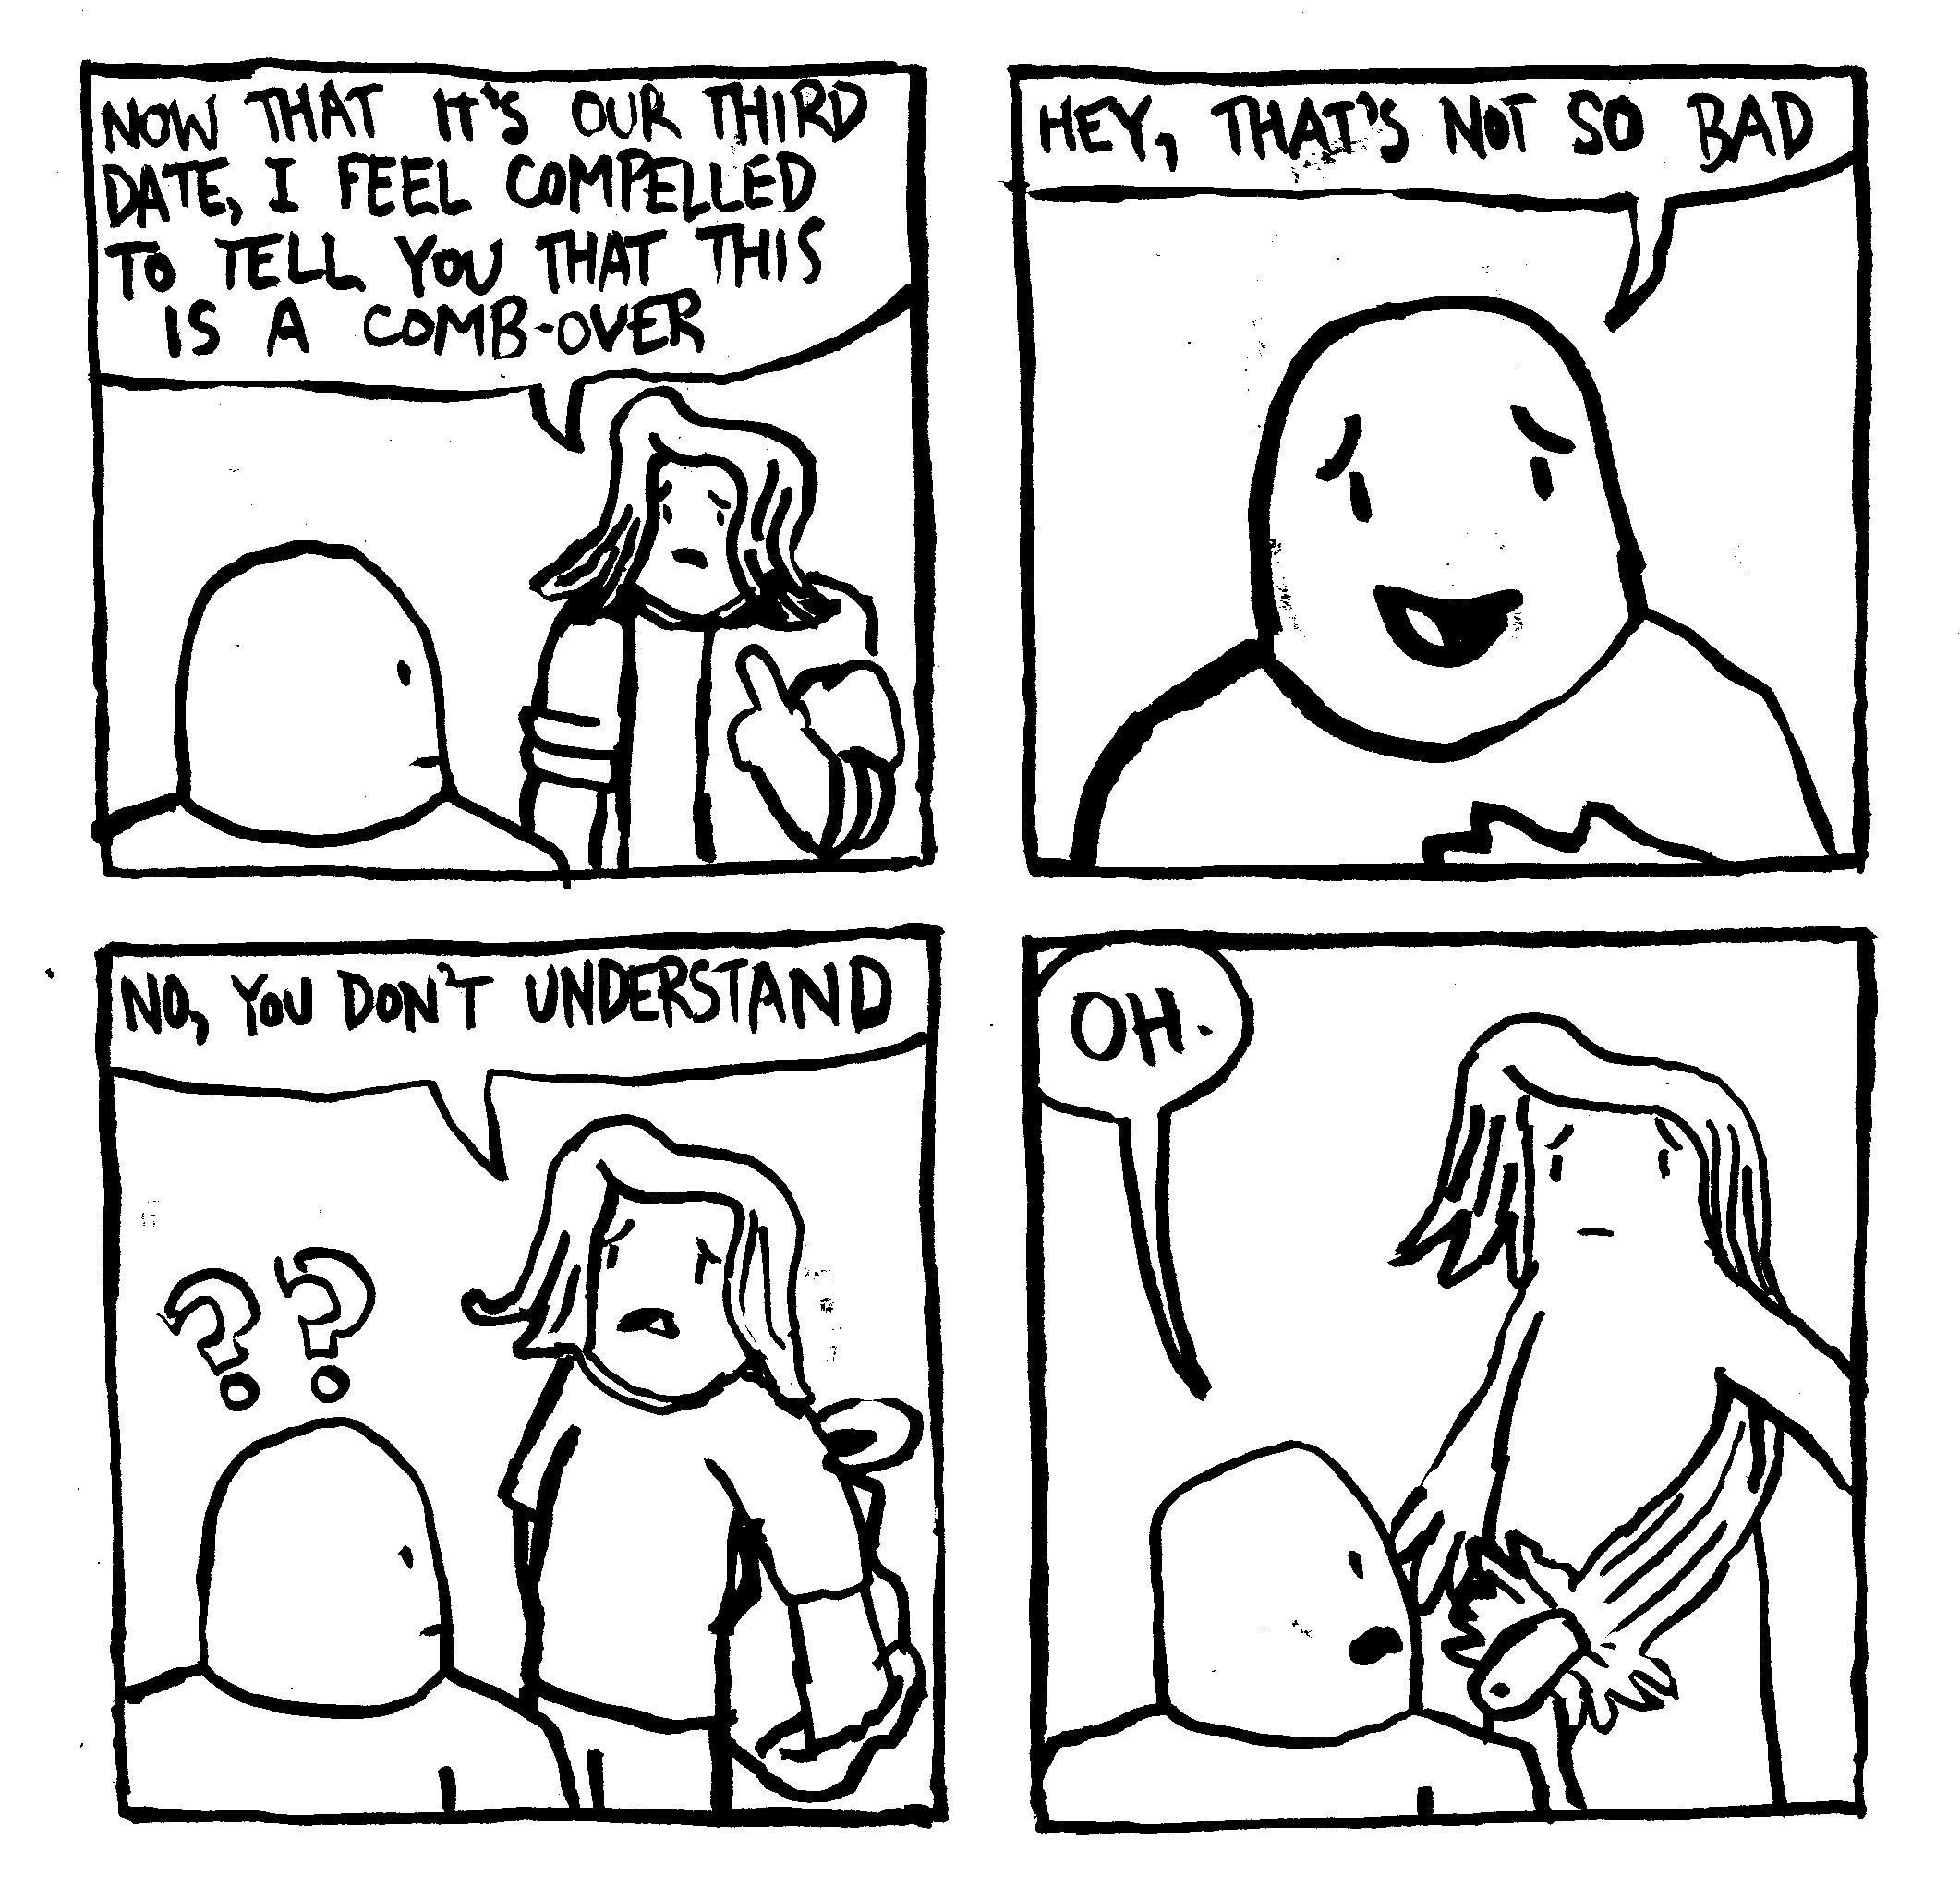 NOW THAT IT'S OUR THIRD
DATE, I FEEL COMPELLED
TO TELL YOU THAT THIS
IS A COMB-OVER
HEY, THAT'S NOT SO BAD
NO, YOU DON'T UNDERSTAND
??
OH.